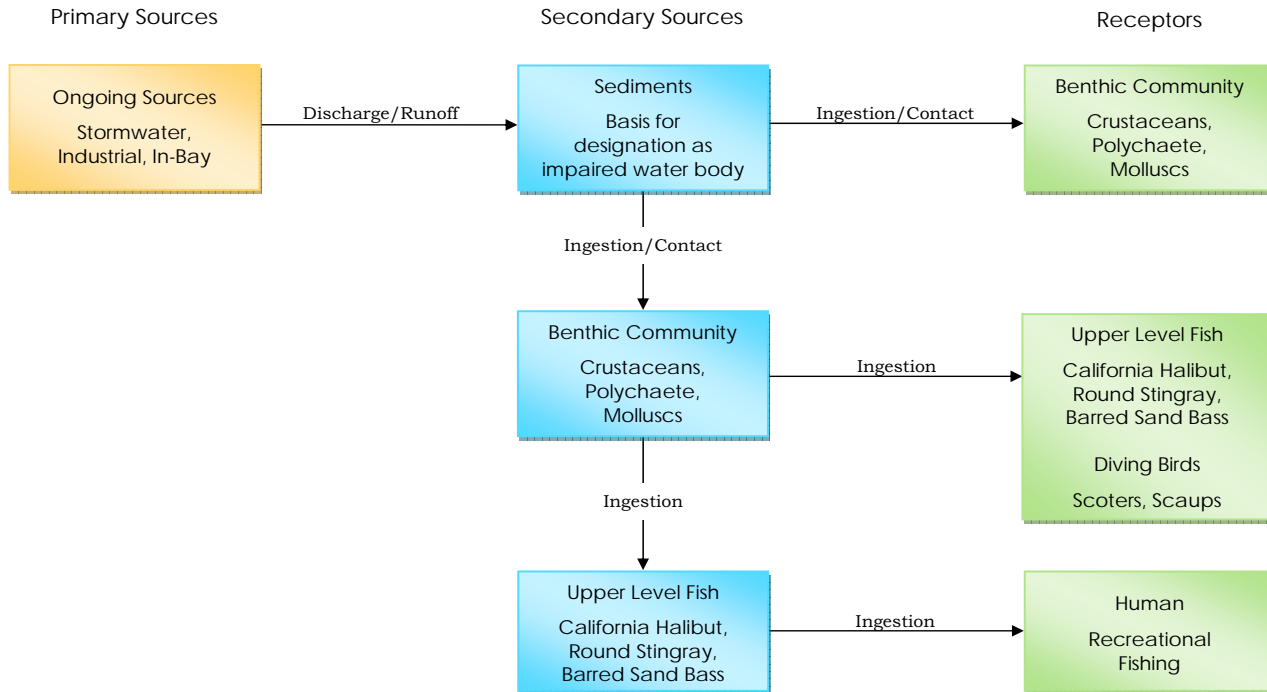 Primary Sources
Secondary Sources
Receptors
Ongoing Sources
Stormwater,
Industrial, In-Bay
Discharge/Runoff
Sediments
Basis for
designation as
impaired water body
Ingestion/Contact
Benthic Community
Crustaceans,
Polychaete,
Molluscs
Ingestion/Contact
Benthic Community
Crustaceans,
Polychaete,
Molluscs
Ingestion
Upper Level Fish
California Halibut,
Round Stingray,
Barred Sand Bass
Diving Birds
Scoters, Scaups
Ingestion
Upper Level Fish
California Halibut,
Round Stingray,
Barred Sand Bass
Ingestion
Human
Recreational
Fishing